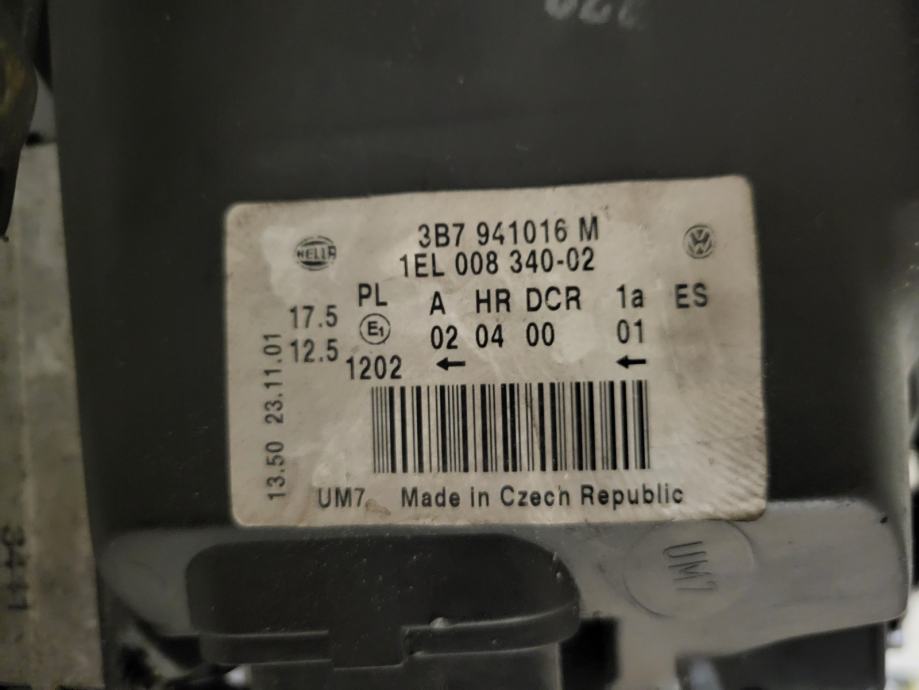 3B7 941016 M
HELLA
1EL 008 340-02
PL A HR DCR 1a ES
17.5 E1 02 04 00 01
12.5 1202 ← ←
13.50 23.11.01
UM7 Made in Czech Republic
UM7